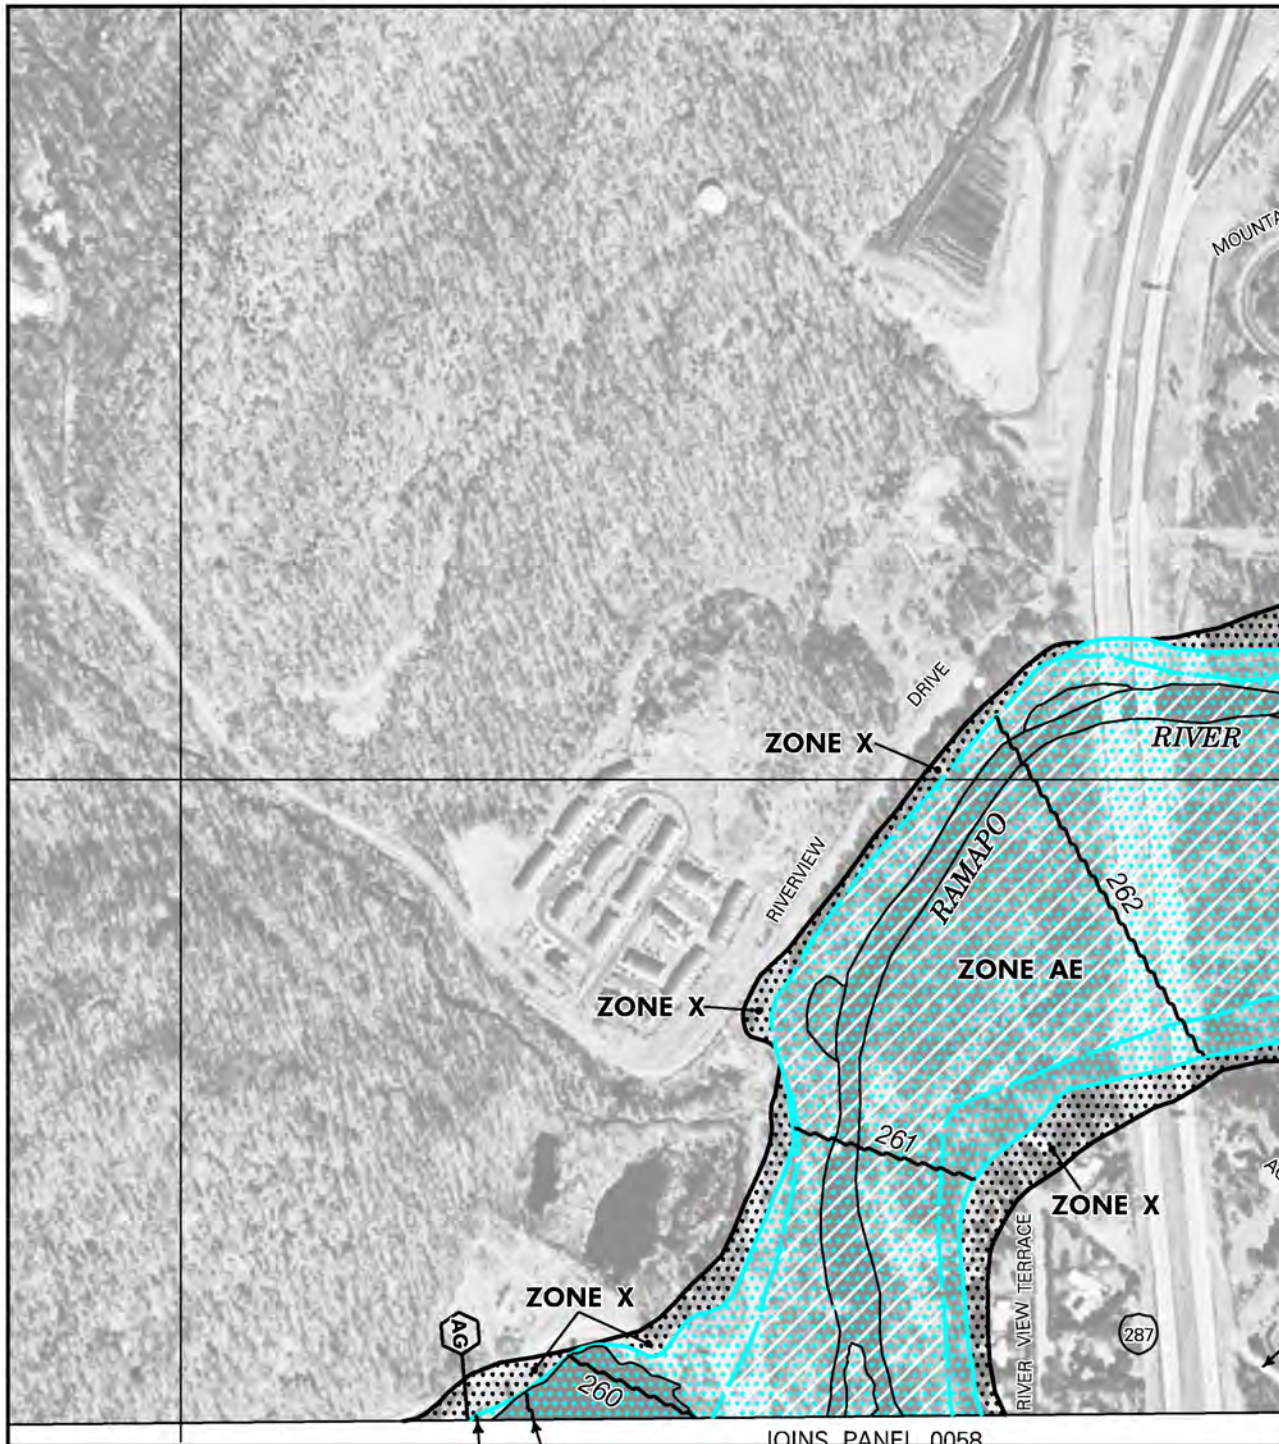 MOUNTA
DRIVE
ZONE X
RIVER
RAMAPO
262
RIVERVIEW
ZONE AE
ZONE X
261
ZONE X
RIVER VIEW TERRACE
ZONE X
AG
287
260
JOINS PANEL 0058